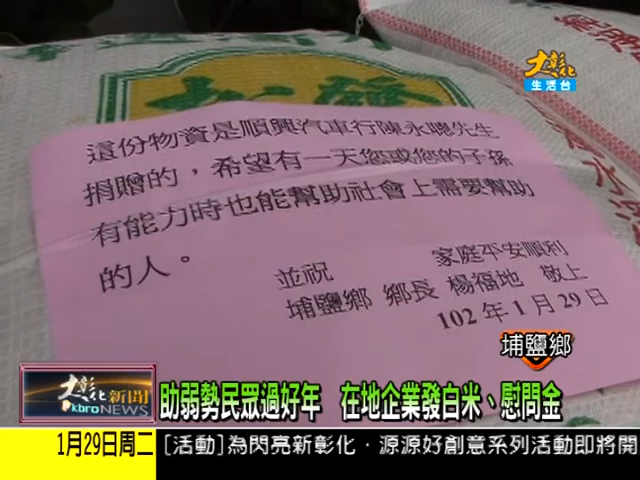 大彰化
生活台
這份物資是順興汽車行陳永聰先生
捐贈的，希望有一天您或您的子孫
有能力時也能幫助社會上需要幫助
的人。
並祝 家庭平安順利
埔鹽鄉 鄉長 楊福地 敬上
102年1月29日
埔鹽鄉
大彰化新聞
kbro NEWS
助弱勢民眾過好年 在地企業發白米、慰問金
1月29日周二
[活動]為閃亮新彰化‧源源好創意系列活動即將開